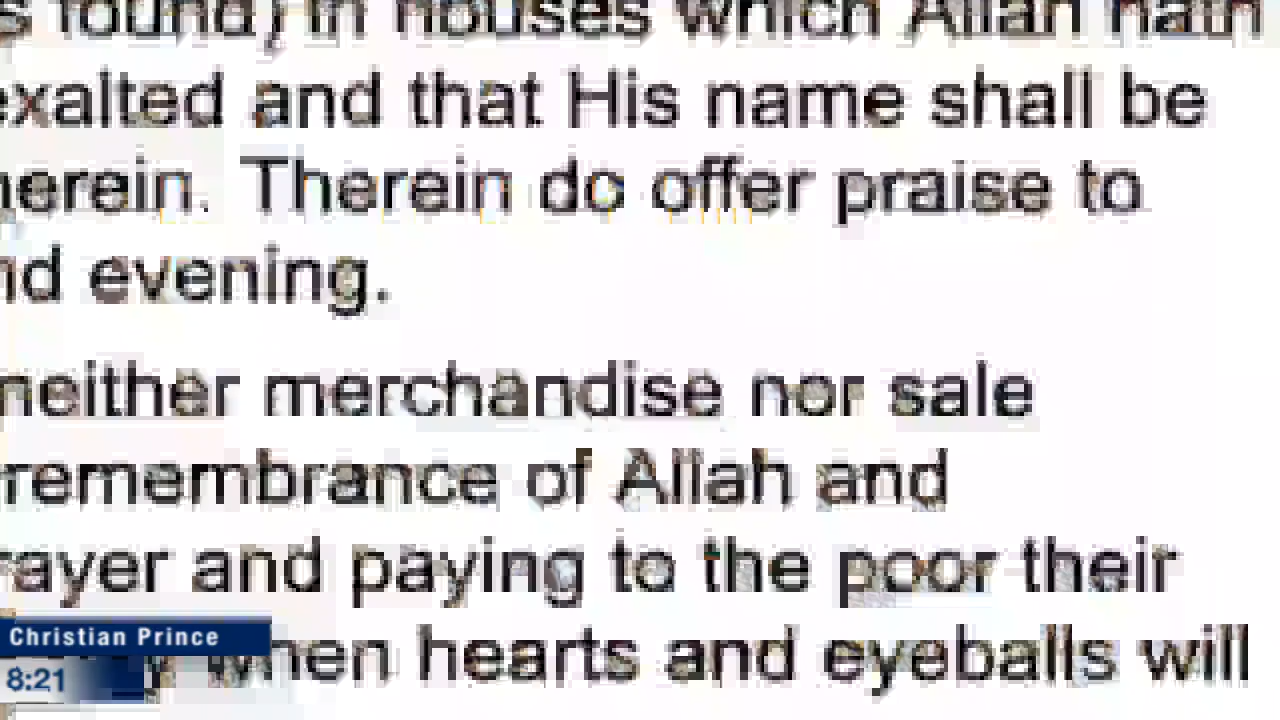 s found) in houses which Allah hath
exalted and that His name shall be
herein. Therein do offer praise to
nd evening.
neither merchandise nor sale
remembrance of Allah and
rayer and paying to the poor their
when hearts and eyeballs will
Christian Prince
8:21